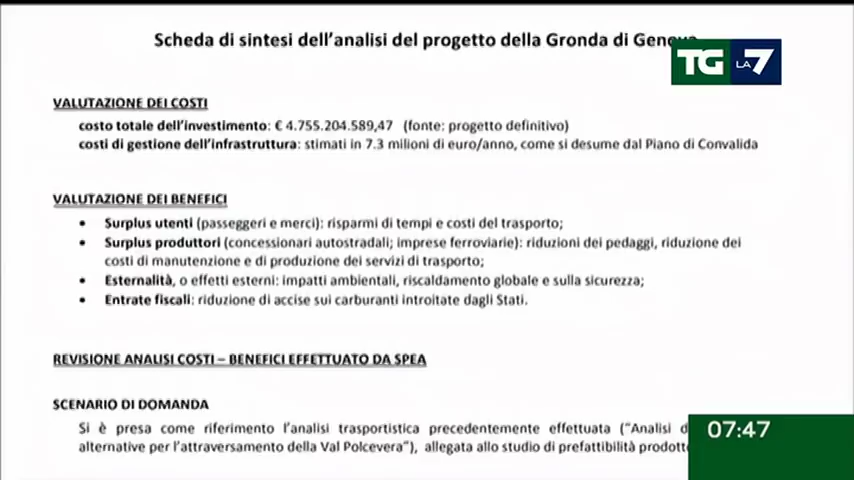 Scheda di sintesi dell'analisi del progetto della Gronda di Genova
TG LA7
VALUTAZIONE DEI COSTI
costo totale dell'investimento: € 4.755.204.589,47 (fonte: progetto definitivo)
costi di gestione dell'infrastruttura: stimati in 7.3 milioni di euro/anno, come si desume dal Piano di Convalida
VALUTAZIONE DEI BENEFICI
• Surplus utenti (passeggeri e merci): risparmi di tempi e costi del trasporto;
• Surplus produttori (concessionari autostradali; imprese ferroviarie): riduzioni dei pedaggi, riduzione dei
costi di manutenzione e di produzione dei servizi di trasporto;
• Esternalità, o effetti esterni: impatti ambientali, riscaldamento globale e sulla sicurezza;
• Entrate fiscali: riduzione di accise sui carburanti introitate dagli Stati.
REVISIONE ANALISI COSTI – BENEFICI EFFETTUATO DA SPEA
SCENARIO DI DOMANDA
Si è presa come riferimento l'analisi trasportistica precedentemente effettuata ("Analisi
alternative per l'attraversamento della Val Polcevera"), allegata allo studio di prefattibilità
07:47